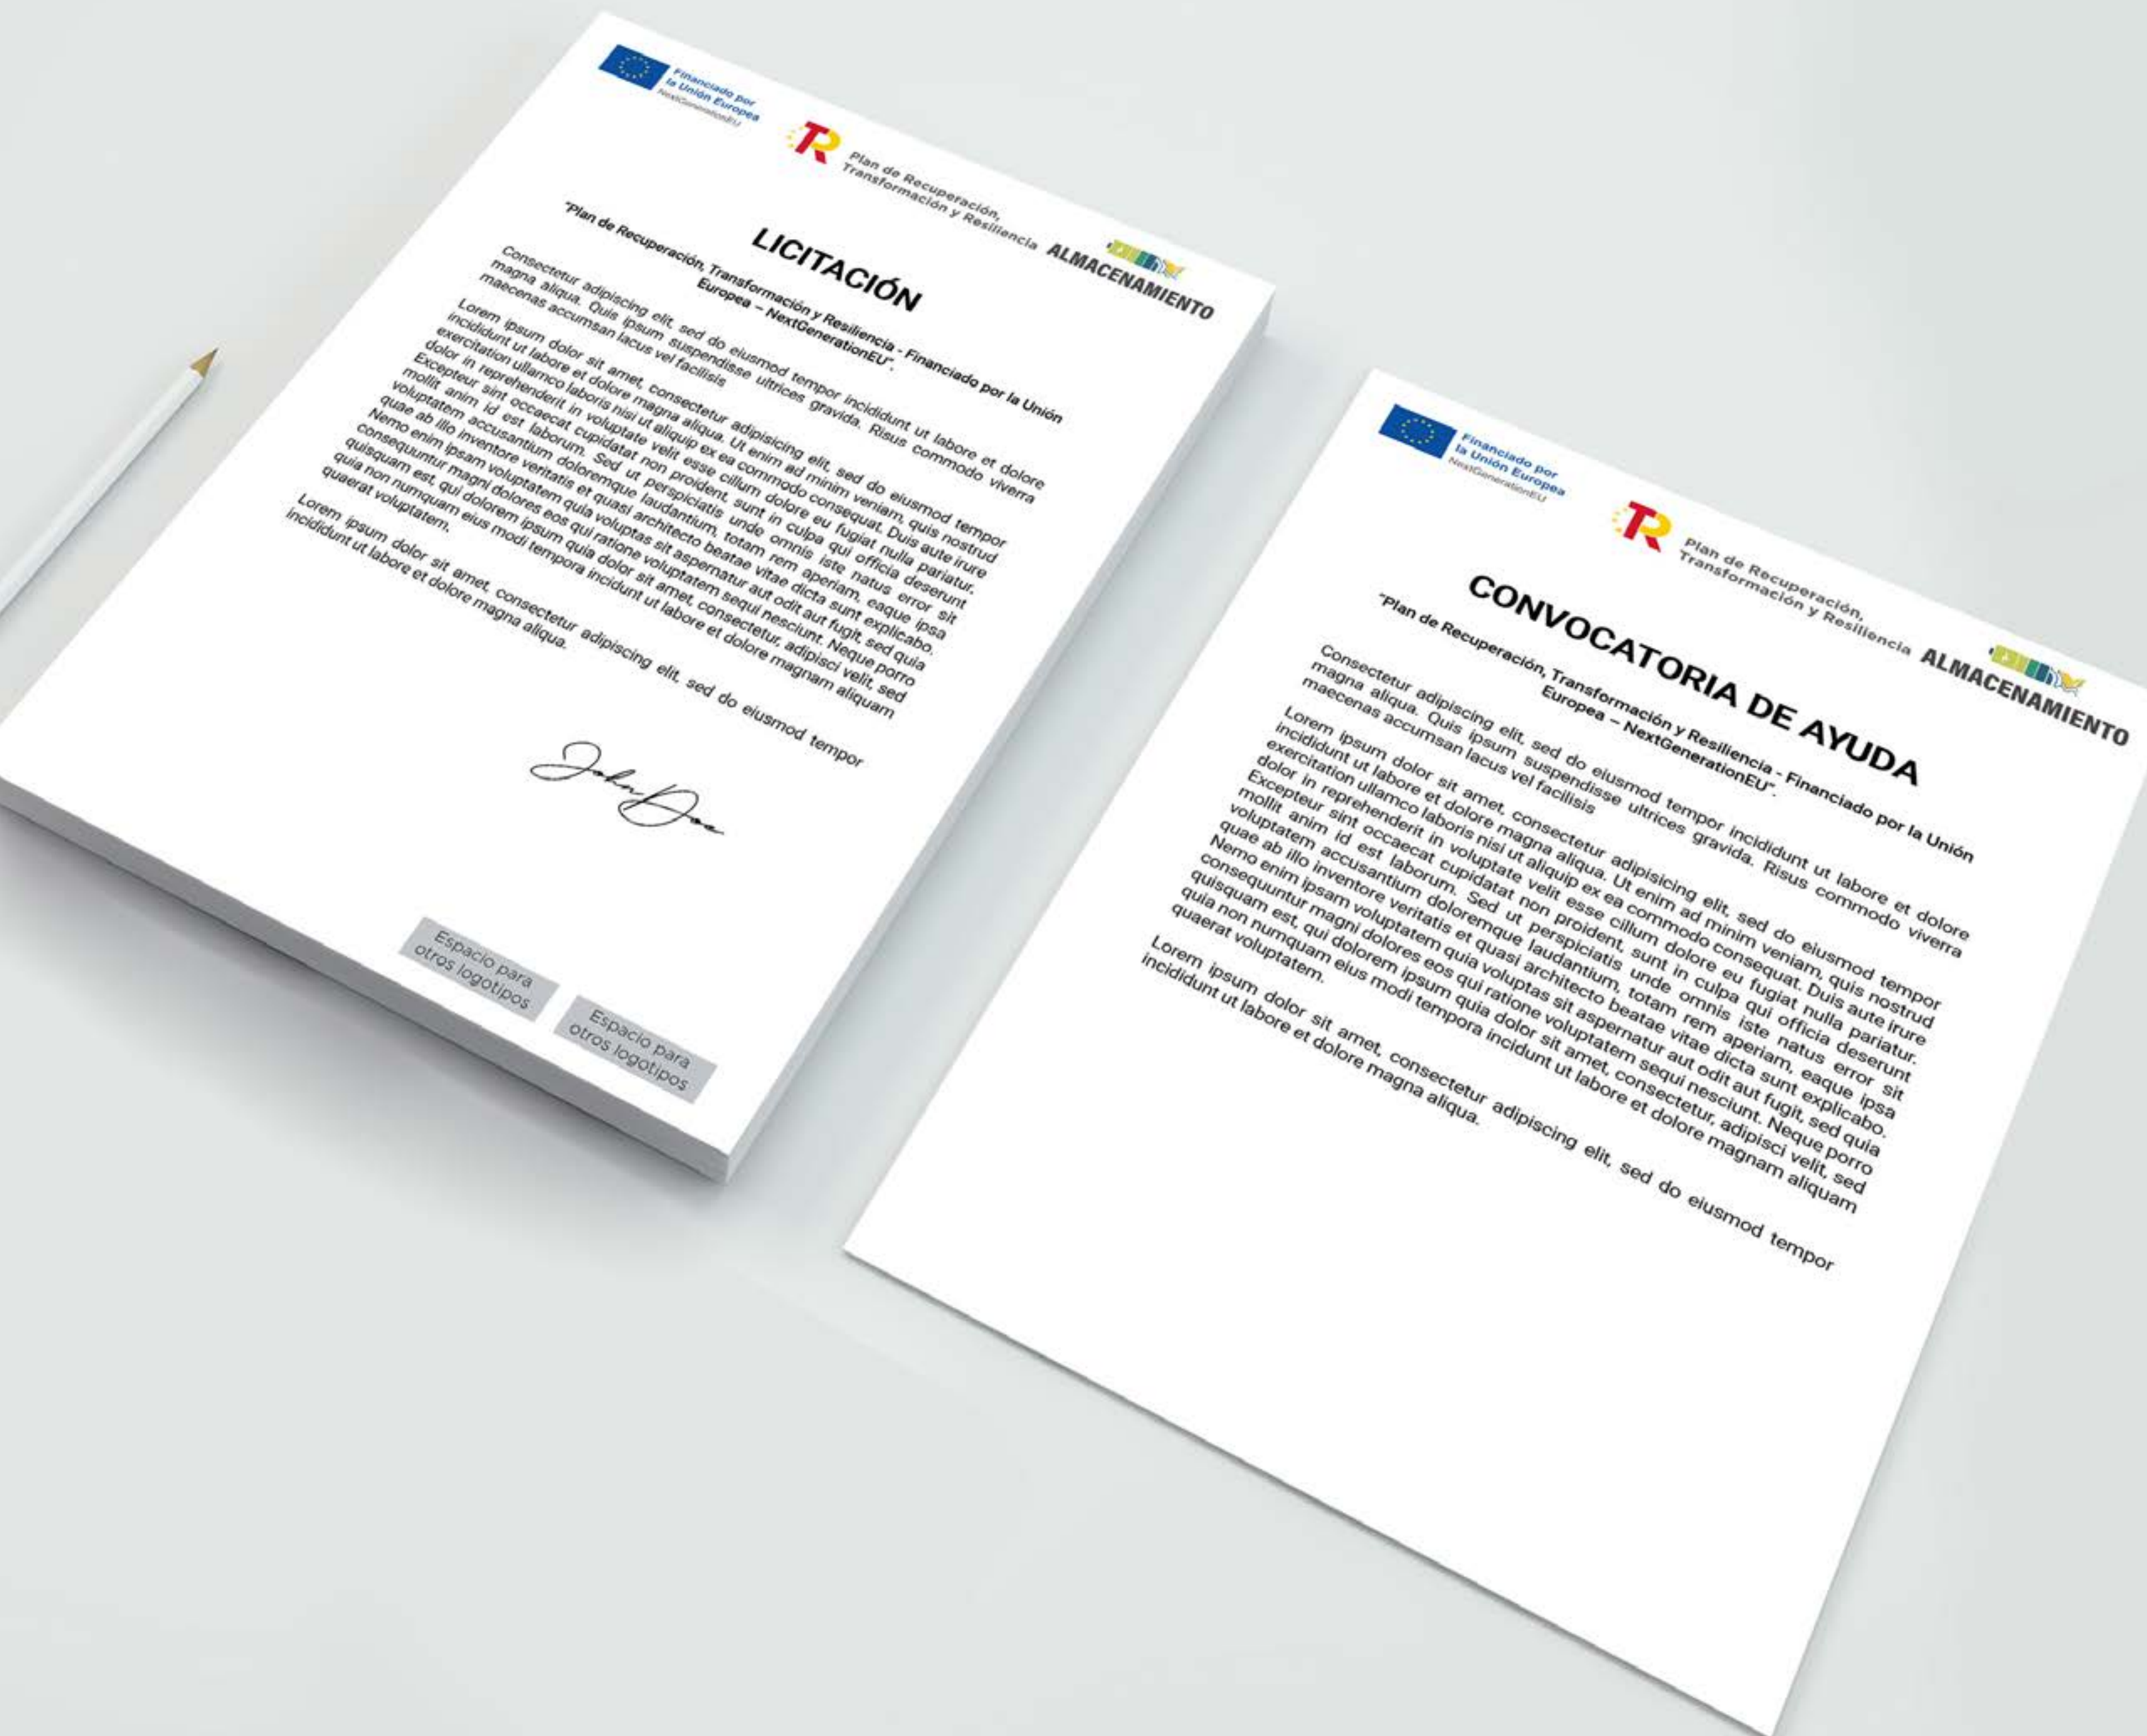 Financiado por
la Unión Europea
NextGenerationEU
Plan de Recuperación,
Transformación y Resiliencia
ALMACENAMIENTO
LICITACIÓN
"Plan de Recuperación, Transformación y Resiliencia - Financiado por la Unión
Europea – NextGenerationEU".
Consectetur adipiscing elit, sed do eiusmod tempor incididunt ut labore et dolore
magna aliqua. Quis ipsum suspendisse ultrices gravida. Risus commodo viverra
maecenas accumsan lacus vel facilisis
Lorem ipsum dolor sit amet, consectetur adipisicing elit, sed do eiusmod tempor
incididunt ut labore et dolore magna aliqua. Ut enim ad minim veniam, quis nostrud
exercitation ullamco laboris nisi ut aliquip ex ea commodo consequat. Duis aute irure
dolor in reprehenderit in voluptate velit esse cillum dolore eu fugiat nulla pariatur.
Excepteur sint occaecat cupidatat non proident, sunt in culpa qui officia deserunt
mollit anim id est laborum. Sed ut perspiciatis unde omnis iste natus error sit
voluptatem accusantium doloremque laudantium, totam rem aperiam, eaque ipsa
quae ab illo inventore veritatis et quasi architecto beatae vitae dicta sunt explicabo.
Nemo enim ipsam voluptatem quia voluptas sit aspernatur aut odit aut fugit, sed quia
consequuntur magni dolores eos qui ratione voluptatem sequi nesciunt. Neque porro
quisquam est, qui dolorem ipsum quia dolor sit amet, consectetur, adipisci velit, sed
quia non numquam eius modi tempora incidunt ut labore et dolore magnam aliquam
quaerat voluptatem.
Lorem ipsum dolor sit amet, consectetur adipiscing elit, sed do eiusmod tempor
incididunt ut labore et dolore magna aliqua.
John Doe
Espacio para
otros logotipos
Espacio para
otros logotipos
Financiado por
la Unión Europea
NextGenerationEU
Plan de Recuperación,
Transformación y Resiliencia
ALMACENAMIENTO
CONVOCATORIA DE AYUDA
"Plan de Recuperación, Transformación y Resiliencia - Financiado por la Unión
Europea – NextGenerationEU".
Consectetur adipiscing elit, sed do eiusmod tempor incididunt ut labore et dolore
magna aliqua. Quis ipsum suspendisse ultrices gravida. Risus commodo viverra
maecenas accumsan lacus vel facilisis
Lorem ipsum dolor sit amet, consectetur adipisicing elit, sed do eiusmod tempor
incididunt ut labore et dolore magna aliqua. Ut enim ad minim veniam, quis nostrud
exercitation ullamco laboris nisi ut aliquip ex ea commodo consequat. Duis aute irure
dolor in reprehenderit in voluptate velit esse cillum dolore eu fugiat nulla pariatur.
Excepteur sint occaecat cupidatat non proident, sunt in culpa qui officia deserunt
mollit anim id est laborum. Sed ut perspiciatis unde omnis iste natus error sit
voluptatem accusantium doloremque laudantium, totam rem aperiam, eaque ipsa
quae ab illo inventore veritatis et quasi architecto beatae vitae dicta sunt explicabo.
Nemo enim ipsam voluptatem quia voluptas sit aspernatur aut odit aut fugit, sed quia
consequuntur magni dolores eos qui ratione voluptatem sequi nesciunt. Neque porro
quisquam est, qui dolorem ipsum quia dolor sit amet, consectetur, adipisci velit, sed
quia non numquam eius modi tempora incidunt ut labore et dolore magnam aliquam
quaerat voluptatem.
Lorem ipsum dolor sit amet, consectetur adipiscing elit, sed do eiusmod tempor
incididunt ut labore et dolore magna aliqua.